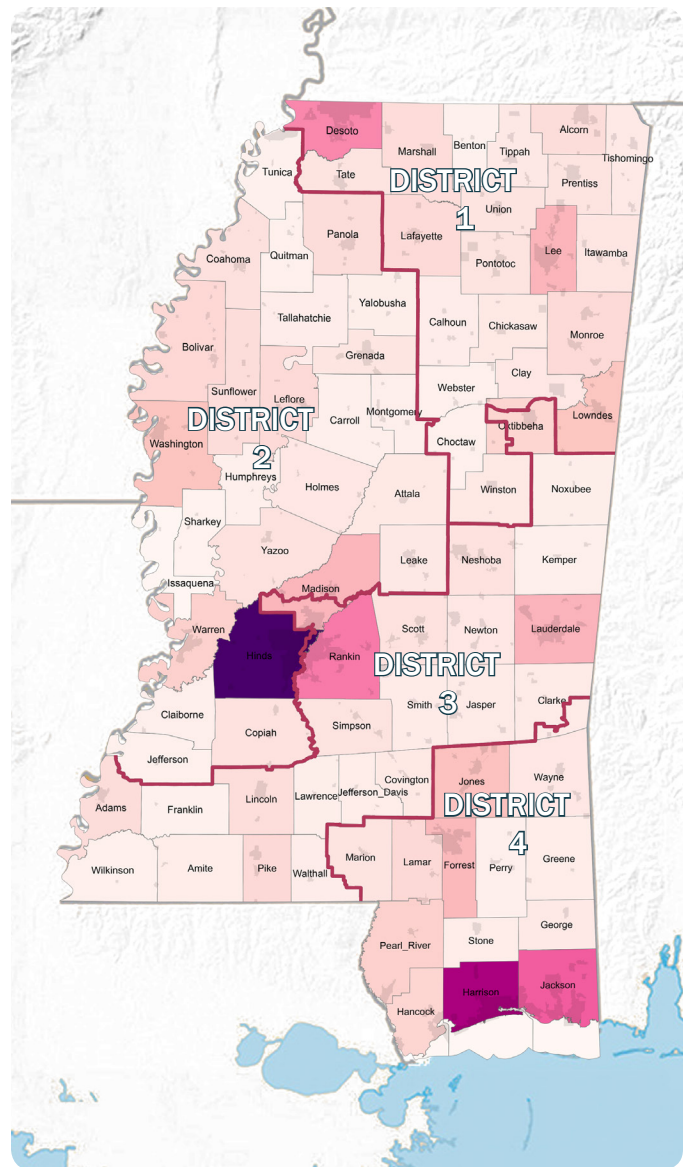 Desoto
Marshall
Benton
Tippah
Alcorn
Tishomingo
Tunica
Tate
Prentiss
DISTRICT
1
Union
Panola
Lafayette
Lee
Itawamba
Coahoma
Quitman
Pontotoc
Tallahatchie
Yalobusha
Calhoun
Chickasaw
Monroe
Bolivar
Grenada
Clay
Sunflower
Leflore
Webster
Carroll
Montgomery
Lowndes
DISTRICT
2
Oktibbeha
Washington
Choctaw
Humphreys
Holmes
Attala
Winston
Noxubee
Sharkey
Yazoo
Leake
Neshoba
Kemper
Issaquena
Madison
Warren
Hinds
Rankin
Scott
Newton
Lauderdale
DISTRICT
3
Smith
Jasper
Clarke
Claiborne
Copiah
Simpson
Jefferson
Covington
Jones
Wayne
Adams
Franklin
Lincoln
Lawrence
Jefferson_Davis
DISTRICT
4
Wilkinson
Amite
Pike
Walthall
Marion
Lamar
Forrest
Perry
Greene
Pearl_River
Stone
George
Hancock
Harrison
Jackson